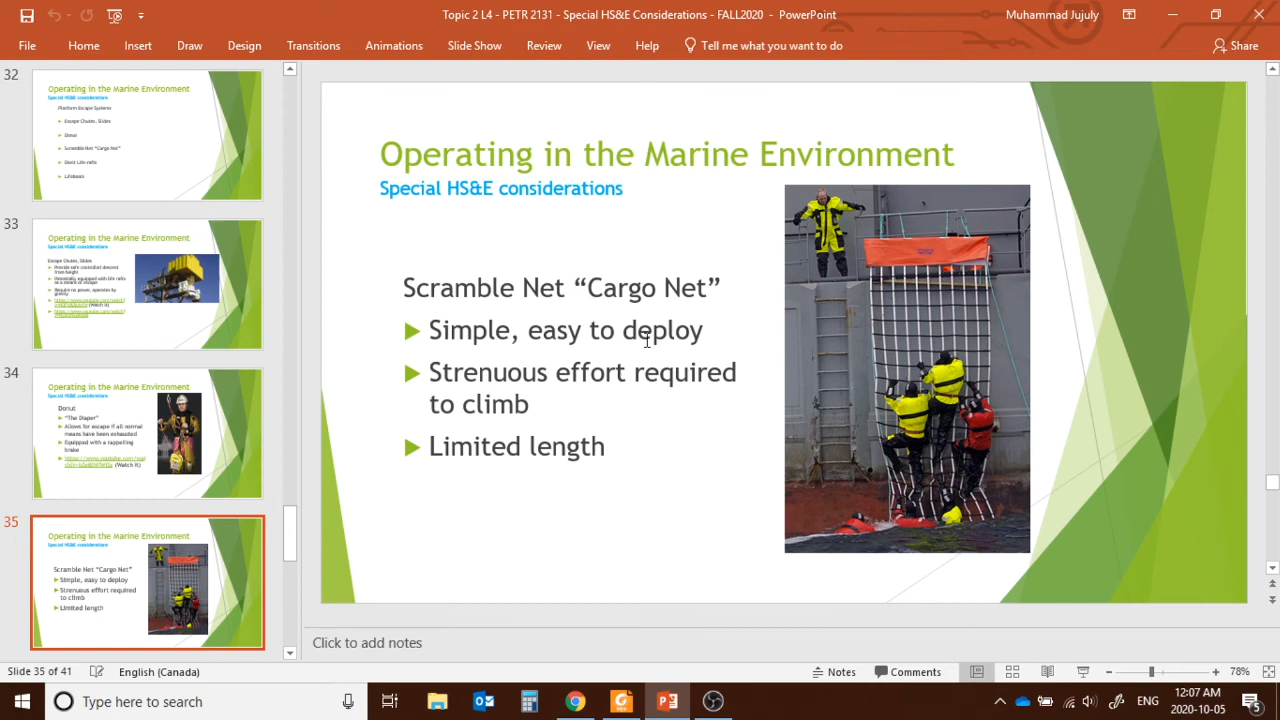 Topic 2 L4 - PETR 2131 - Special HS&E Considerations - FALL2020 - PowerPoint
Muhammad Jujuly
File Home Insert Draw Design Transitions Animations Slide Show Review View Help Tell me what you want to do Share
32
Operating in the Marine Environment
Special HS&E considerations
Platform Escape Systems
Escape Chutes, Slides
Donut
Scramble Net "Cargo Net"
Davit Life-rafts
Lifeboats
33
Operating in the Marine Environment
Special HS&E considerations
Escape Chutes, Slides
Provide safe controlled descent
from height
Potentially equipped with life rafts
as a means of escape
Require no power, operates by
gravity
(Watch it)
34
Operating in the Marine Environment
Special HS&E considerations
Donut
"The Diaper"
Allows for escape if all normal
means have been exhausted
Equipped with a rappelling
brake
(Watch it)
35
Operating in the Marine Environment
Special HS&E considerations
Scramble Net "Cargo Net"
Simple, easy to deploy
Strenuous effort required
to climb
Limited length
Operating in the Marine Environment
Special HS&E considerations
Scramble Net “Cargo Net”
Simple, easy to deploy
Strenuous effort required
to climb
Limited length
Click to add notes
Slide 35 of 41 English (Canada) Notes Comments 78%
Type here to search
ENG
12:07 AM
2020-10-05
5